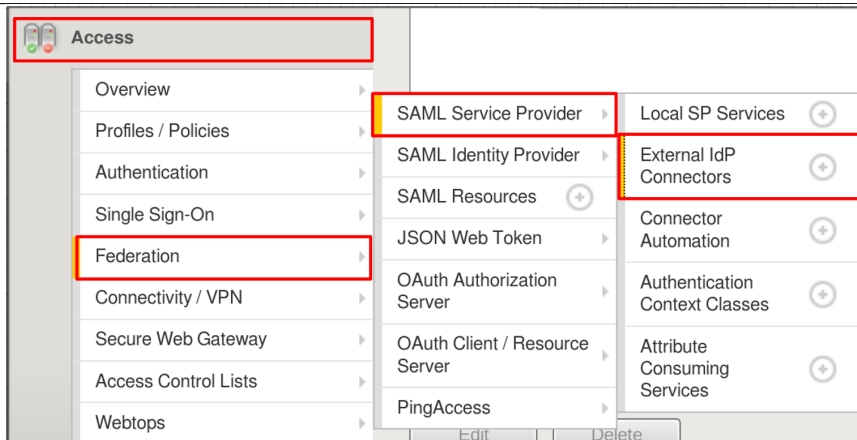 Access
Overview
Profiles / Policies
Authentication
Single Sign-On
Federation
Connectivity / VPN
Secure Web Gateway
Access Control Lists
Webtops
SAML Service Provider
SAML Identity Provider
SAML Resources
JSON Web Token
OAuth Authorization
Server
OAuth Client / Resource
Server
PingAccess
Local SP Services
External IdP
Connectors
Connector
Automation
Authentication
Context Classes
Attribute
Consuming
Services
Edit
Delete